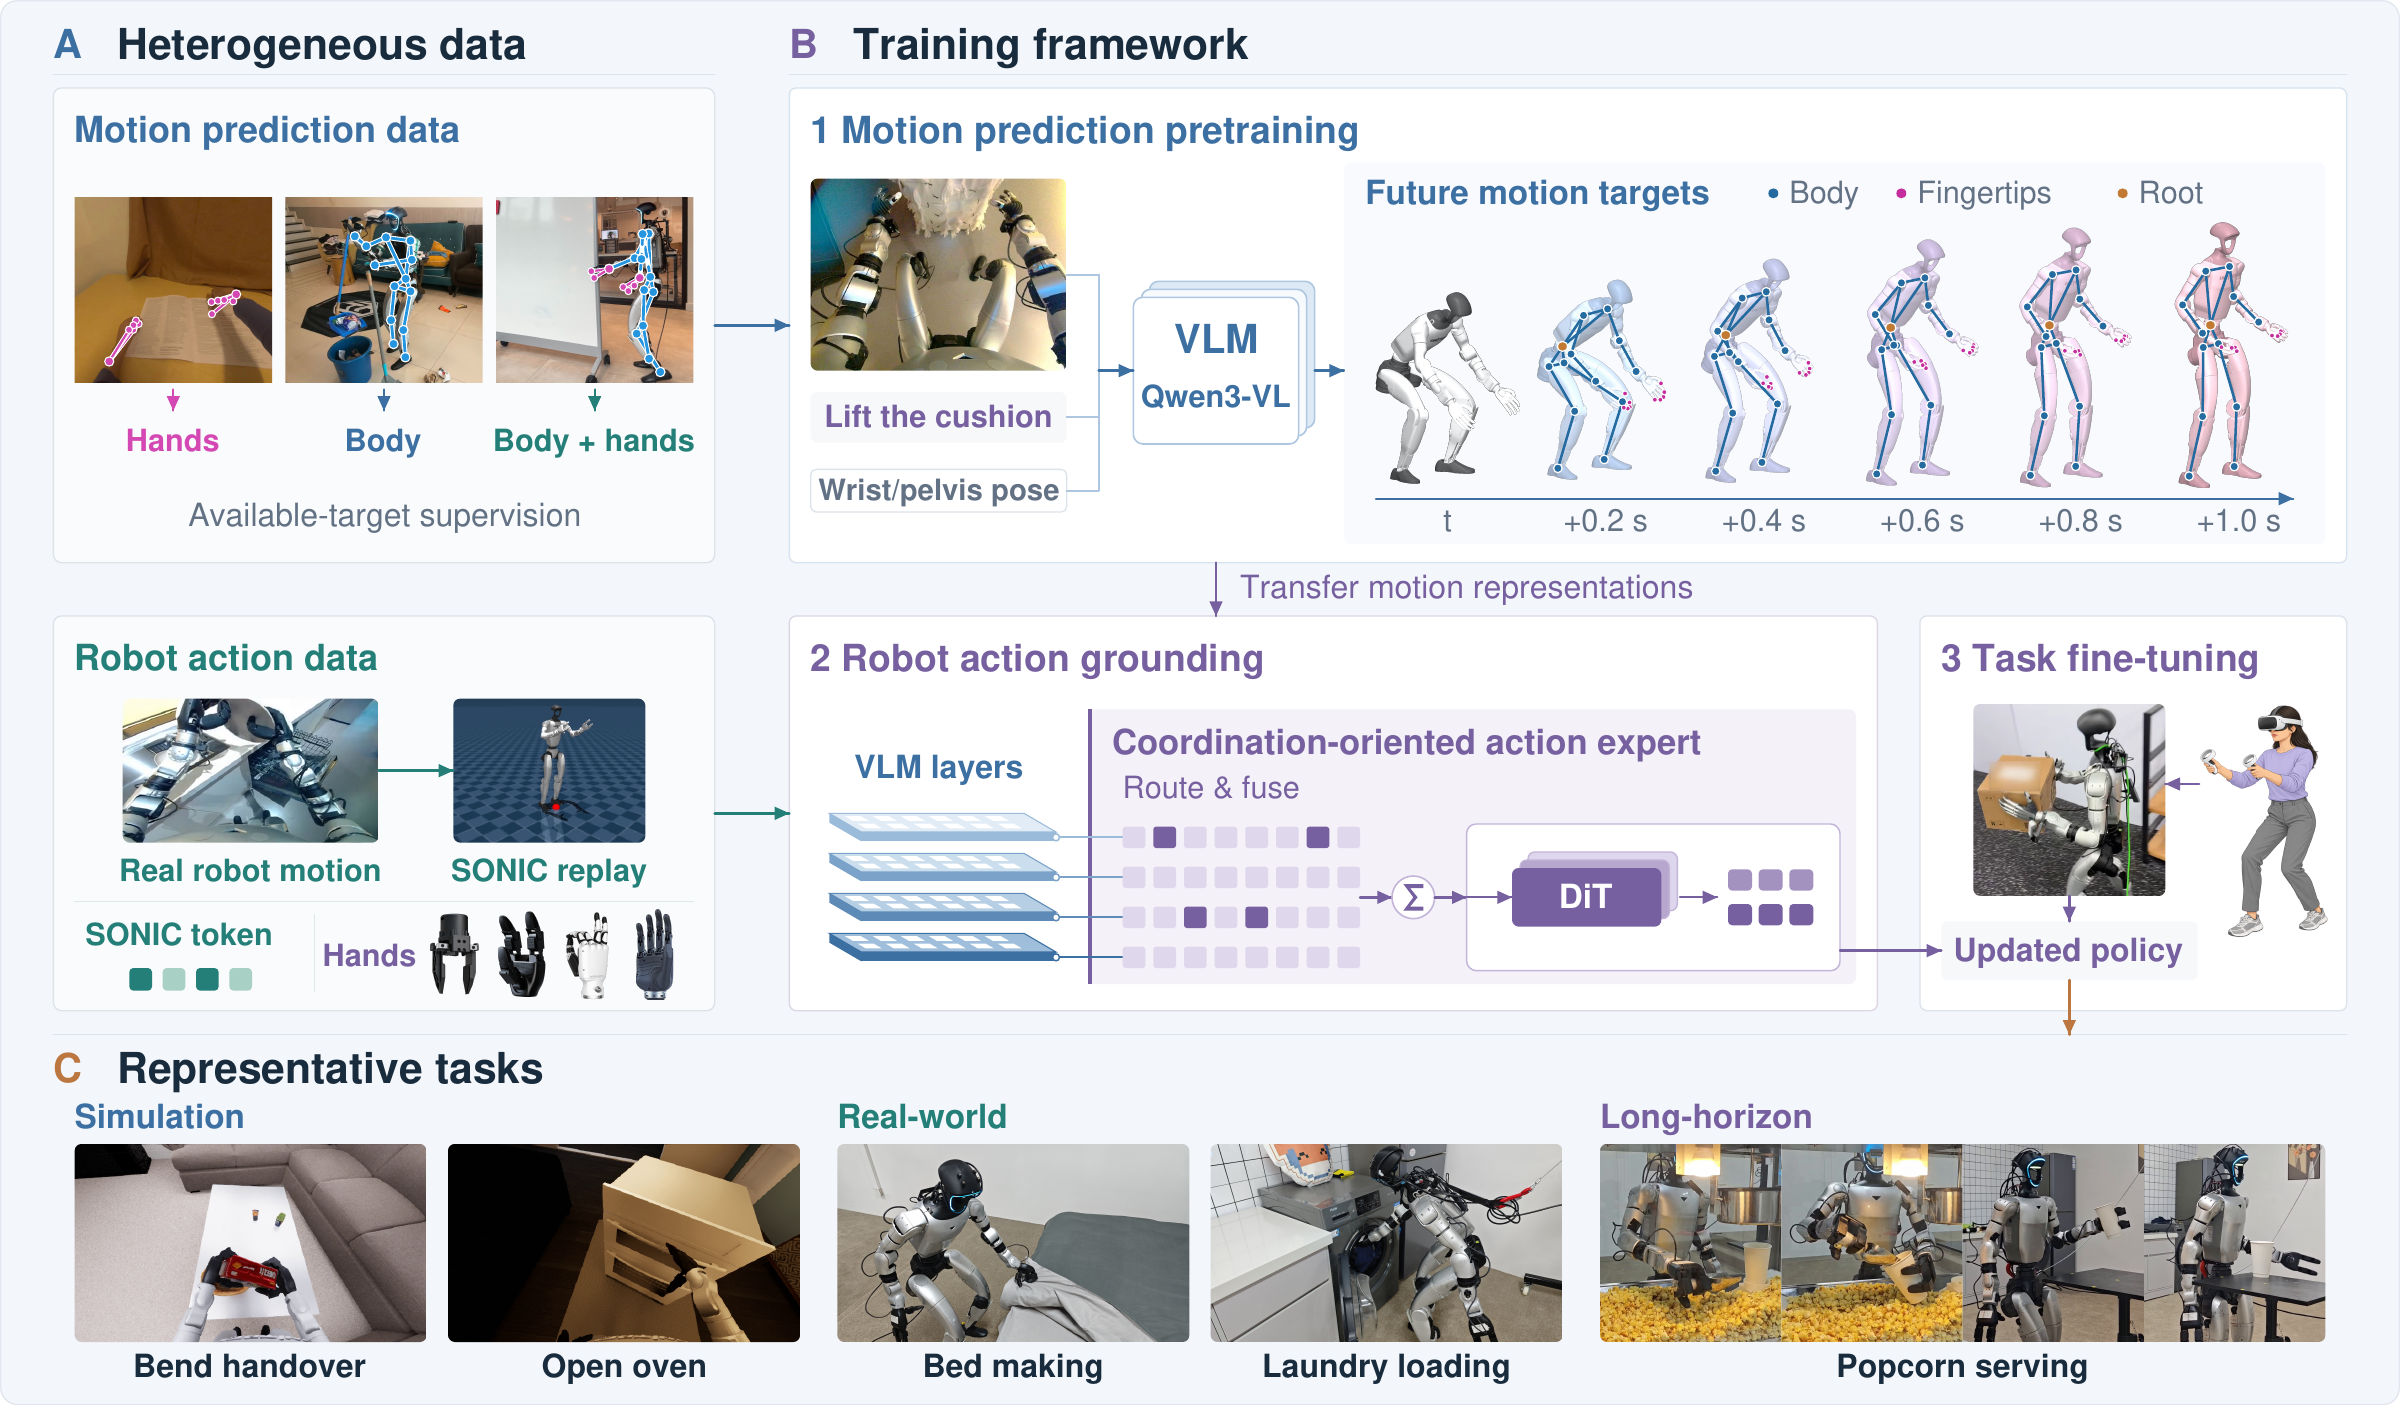 A Heterogeneous data
Motion prediction data
Hands
Body
Body + hands
Available-target supervision
Robot action data
Real robot motion
SONIC replay
SONIC token
Hands
B Training framework
1 Motion prediction pretraining
Lift the cushion
Wrist/pelvis pose
VLM
Qwen3-VL
Future motion targets
Body
Fingertips
Root
t
+0.2 s
+0.4 s
+0.6 s
+0.8 s
+1.0 s
Transfer motion representations
2 Robot action grounding
VLM layers
Coordination-oriented action expert
Route & fuse
Σ
DiT
3 Task fine-tuning
Updated policy
C Representative tasks
Simulation
Bend handover
Open oven
Real-world
Bed making
Laundry loading
Long-horizon
Popcorn serving